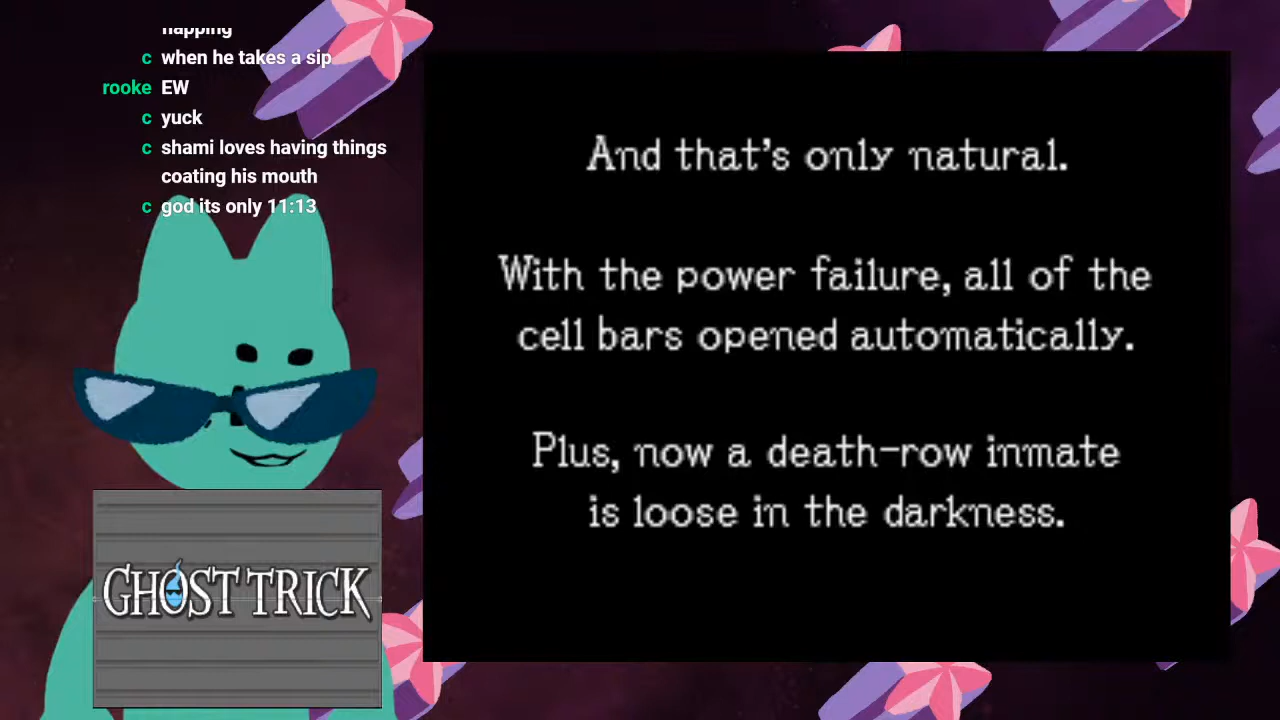 napping
c when he takes a sip
rooke EW
c yuck
c shami loves having things
coating his mouth
c god its only 11:13
And that's only natural.
With the power failure, all of the
cell bars opened automatically.
Plus, now a death-row inmate
is loose in the darkness.
GHOST TRICK